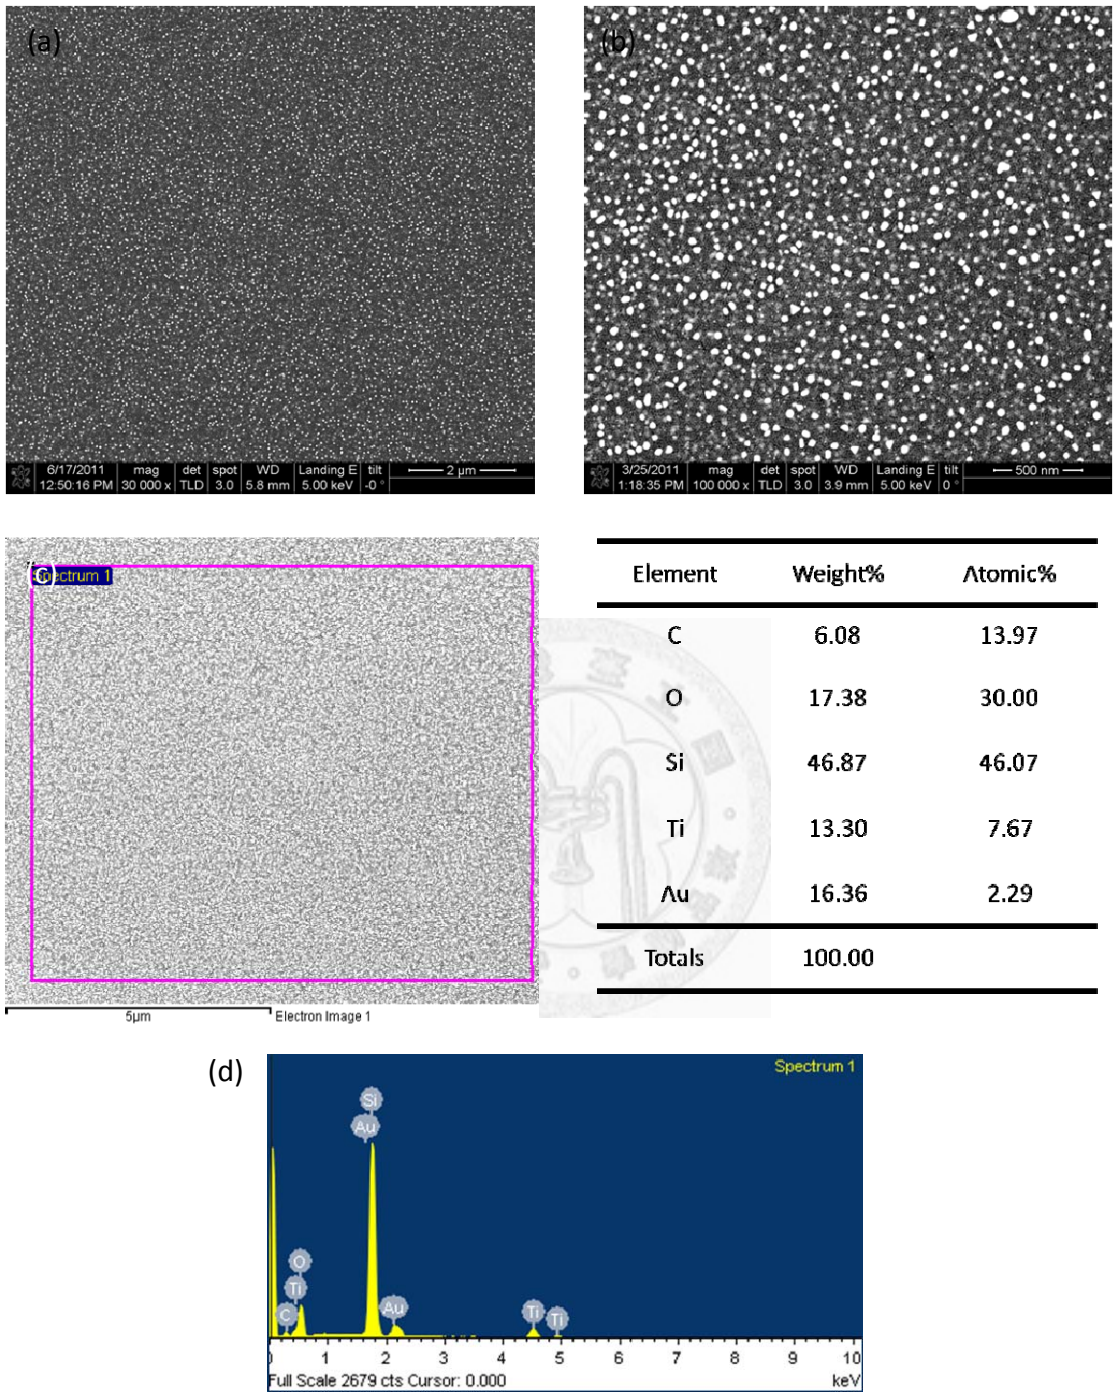 (a)
(b)
6/17/2011 mag det spot WD Landing E tilt 2 µm
12:50:16 PM 30 000 x TLD 3.0 5.8 mm 5.00 keV -0 °
3/25/2011 mag det spot WD Landing E tilt 500 nm
1:18:35 PM 100 000 x TLD 3.0 3.9 mm 5.00 keV 0 °
(c)
Spectrum 1
5µm Electron Image 1
Element Weight% Atomic%
C 6.08 13.97
O 17.38 30.00
Si 46.87 46.07
Ti 13.30 7.67
Au 16.36 2.29
Totals 100.00
(d)
Spectrum 1
Si
Au
O
Ti
C
Au
Ti
Ti
0 1 2 3 4 5 6 7 8 9 10
Full Scale 2679 cts Cursor: 0.000 keV